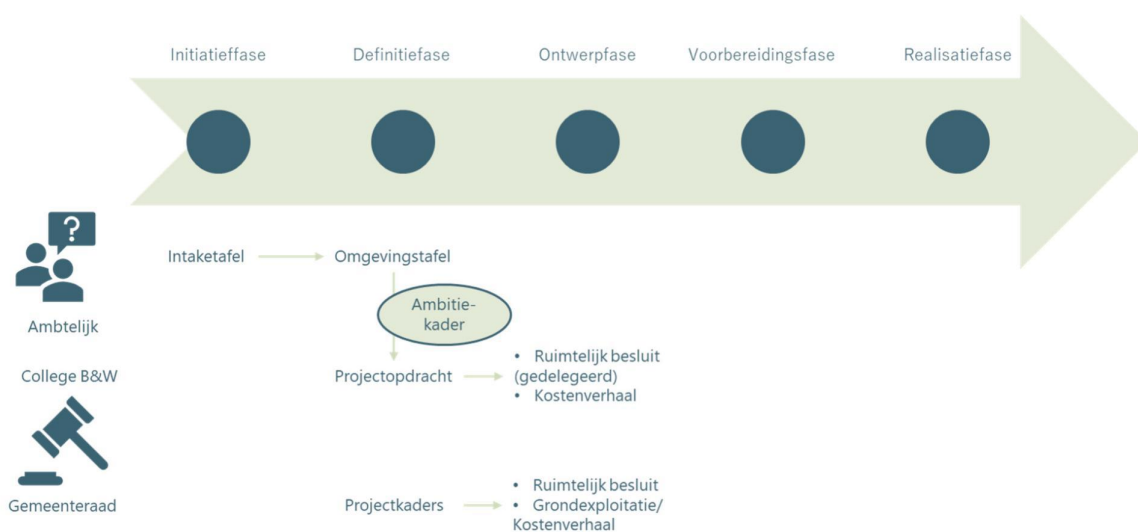 Initiatieffase
Definitiefase
Ontwerpfase
Voorbereidingsfase
Realisatiefase
?
Intaketafel
Omgevingstafel
Ambitie-
kader
Ambtelijk
College B&W
Projectopdracht
• Ruimtelijk besluit
(gedelegeerd)
• Kostenverhaal
Gemeenteraad
Projectkaders
• Ruimtelijk besluit
• Grondexploitatie/
Kostenverhaal